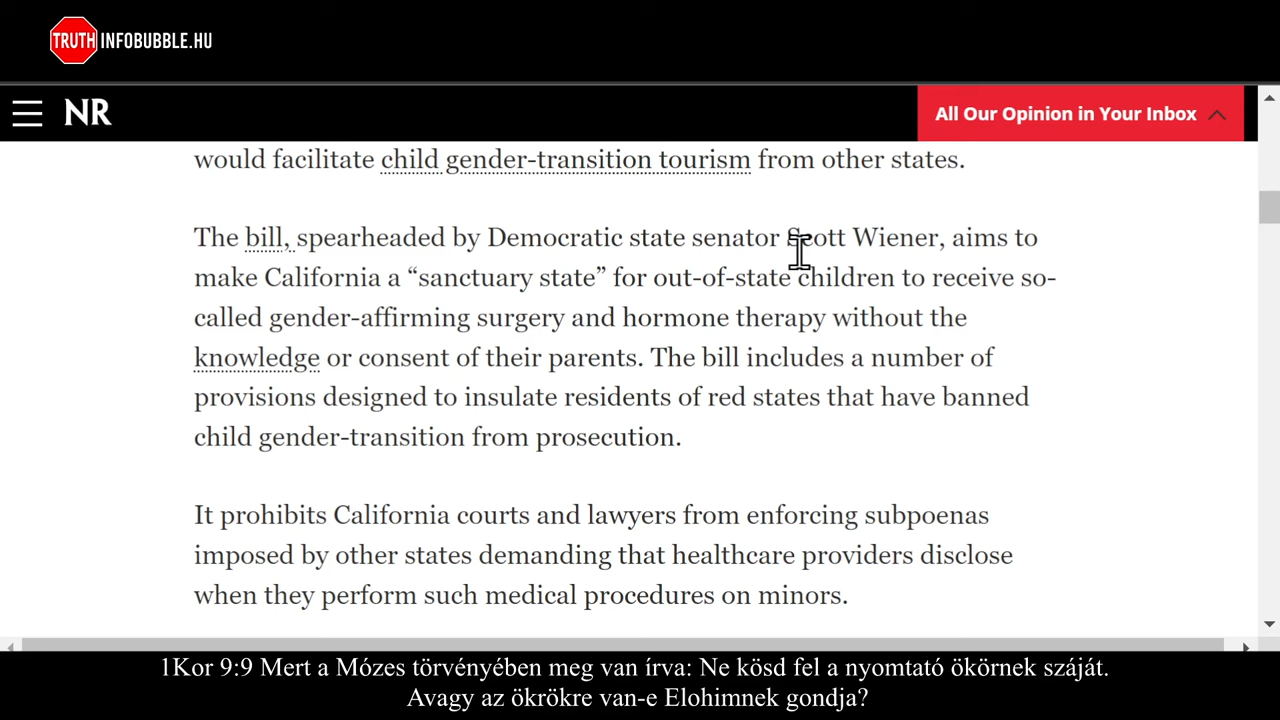 TRUTH INFOBUBBLE.HU
NR
All Our Opinion in Your Inbox
would facilitate child gender-transition tourism from other states.
The bill, spearheaded by Democratic state senator Scott Wiener, aims to
make California a “sanctuary state” for out-of-state children to receive so-
called gender-affirming surgery and hormone therapy without the
knowledge or consent of their parents. The bill includes a number of
provisions designed to insulate residents of red states that have banned
child gender-transition from prosecution.
It prohibits California courts and lawyers from enforcing subpoenas
imposed by other states demanding that healthcare providers disclose
when they perform such medical procedures on minors.
1Kor 9:9 Mert a Mózes törvényében meg van írva: Ne kösd fel a nyomtató ökörnek száját.
Avagy az ökrökre van-e Elohimnek gondja?